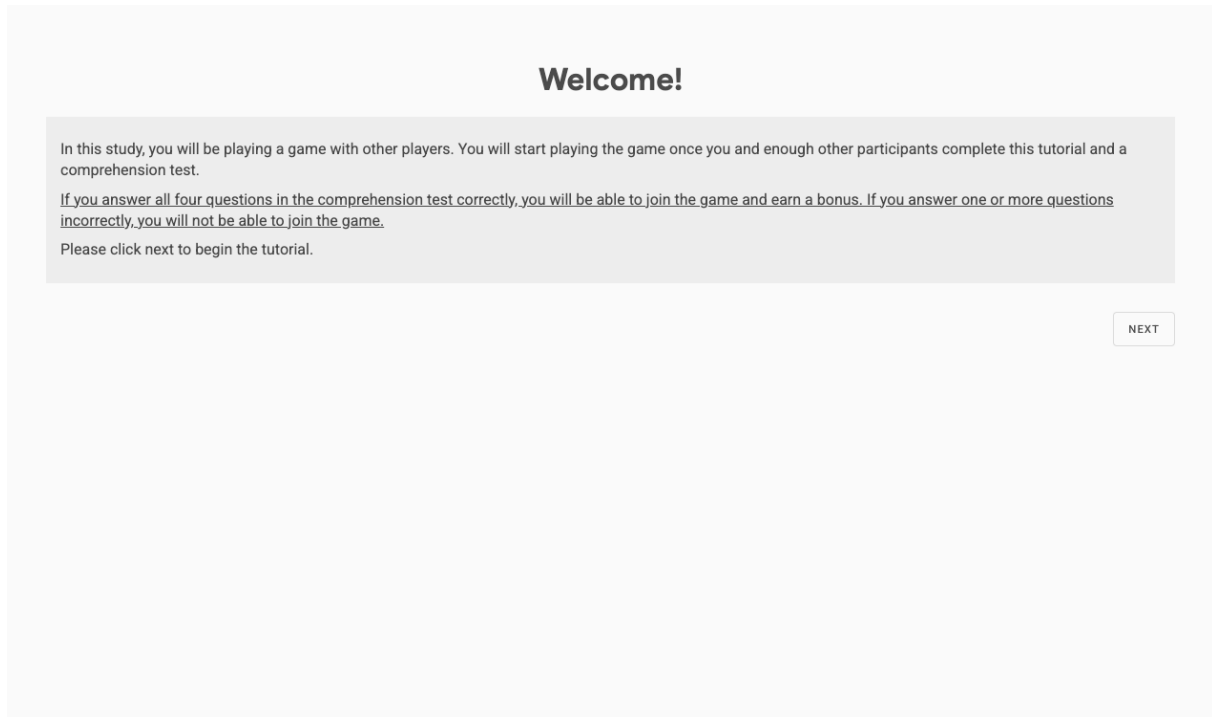 Welcome!
In this study, you will be playing a game with other players. You will start playing the game once you and enough other participants complete this tutorial and a
comprehension test.
If you answer all four questions in the comprehension test correctly, you will be able to join the game and earn a bonus. If you answer one or more questions
incorrectly, you will not be able to join the game.
Please click next to begin the tutorial.
NEXT